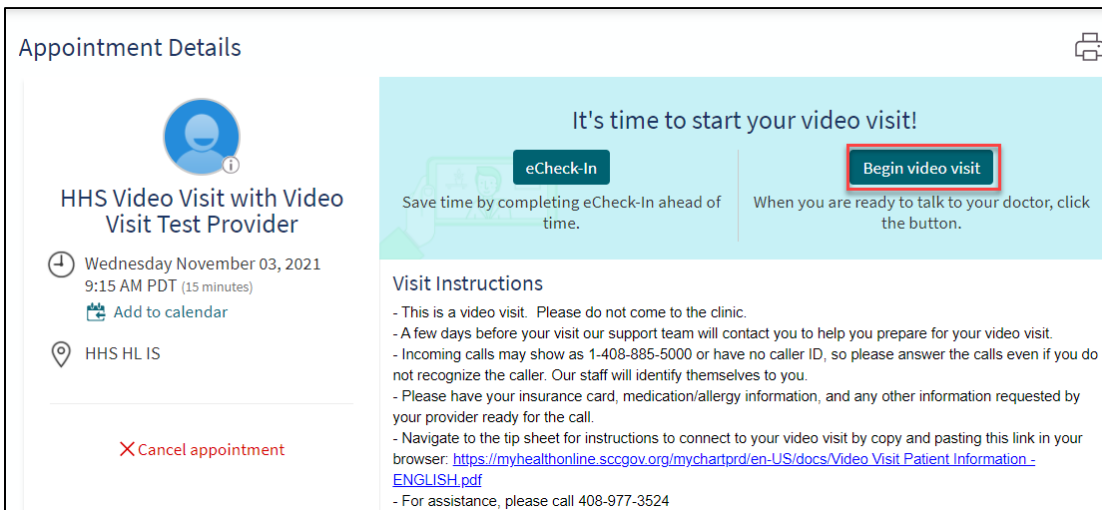 Appointment Details
HHS Video Visit with Video
Visit Test Provider
Wednesday November 03, 2021
9:15 AM PDT (15 minutes)
Add to calendar
HHS HL IS
Cancel appointment
It's time to start your video visit!
eCheck-In
Save time by completing eCheck-In ahead of
time.
Begin video visit
When you are ready to talk to your doctor, click
the button.
Visit Instructions
- This is a video visit.  Please do not come to the clinic.
- A few days before your visit our support team will contact you to help you prepare for your video visit.
- Incoming calls may show as 1-408-885-5000 or have no caller ID, so please answer the calls even if you do
not recognize the caller. Our staff will identify themselves to you.
- Please have your insurance card, medication/allergy information, and any other information requested by
your provider ready for the call.
- Navigate to the tip sheet for instructions to connect to your video visit by copy and pasting this link in your
browser: https://myhealthonline.sccgov.org/mychartprd/en-US/docs/Video Visit Patient Information -
ENGLISH.pdf
- For assistance, please call 408-977-3524